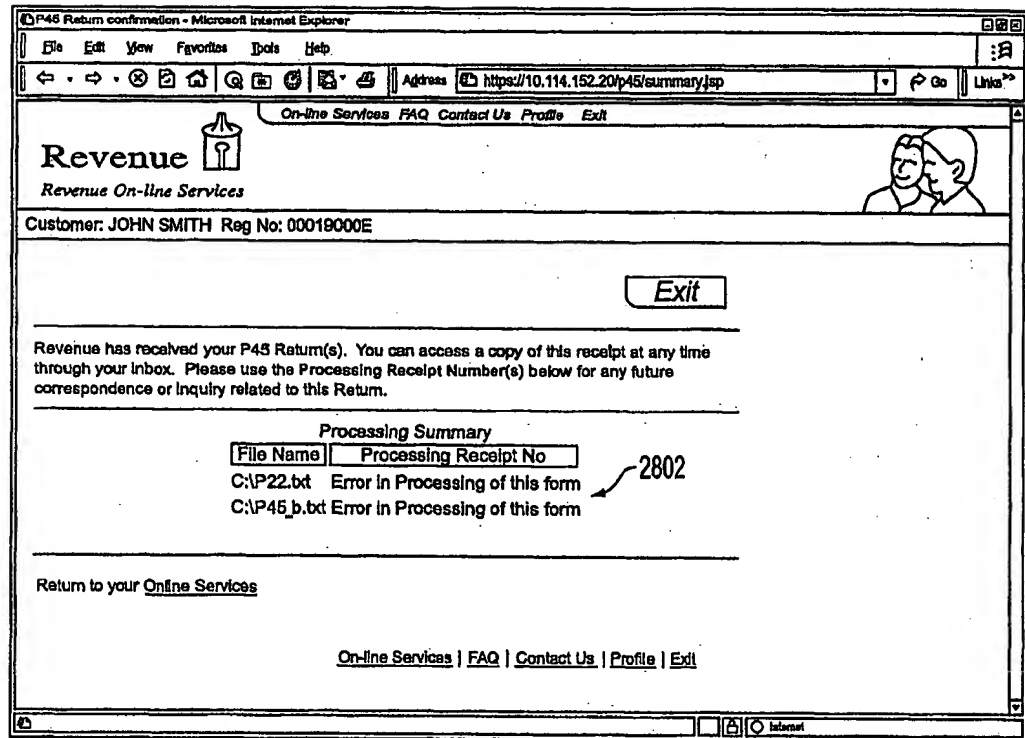 P45 Return confirmation - Microsoft Internet Explorer
File Edit View Favorites Tools Help
Address https://10.114.152.20/p45/summary.jsp Go Links >>
On-line Services FAQ Contact Us Profile Exit
Revenue
Revenue On-line Services
Customer: JOHN SMITH Reg No: 00019000E
Exit
Revenue has received your P45 Return(s). You can access a copy of this receipt at any time
through your Inbox. Please use the Processing Receipt Number(s) below for any future
correspondence or Inquiry related to this Return.
Processing Summary
File Name Processing Receipt No
C:\P22.txt Error in Processing of this form
2802
C:\P45_b.txt Error in Processing of this form
Return to your Online Services
On-line Services | FAQ | Contact Us | Profile | Exit
Internet